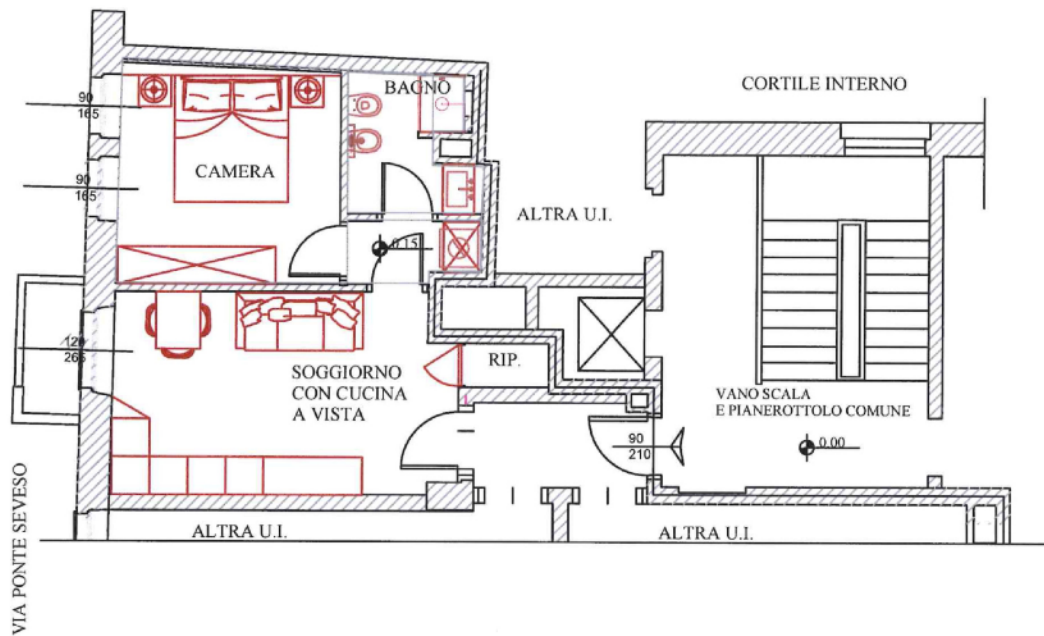 CORTILE INTERNO
BAGNO
90
165
CAMERA
90
165
ALTRA U.I.
0.15
120
265
SOGGIORNO
CON CUCINA
A VISTA
RIP.
VANO SCALA
E PIANEROTTOLO COMUNE
90
210
0.00
ALTRA U.I.
ALTRA U.I.
VIA PONTE SEVESO